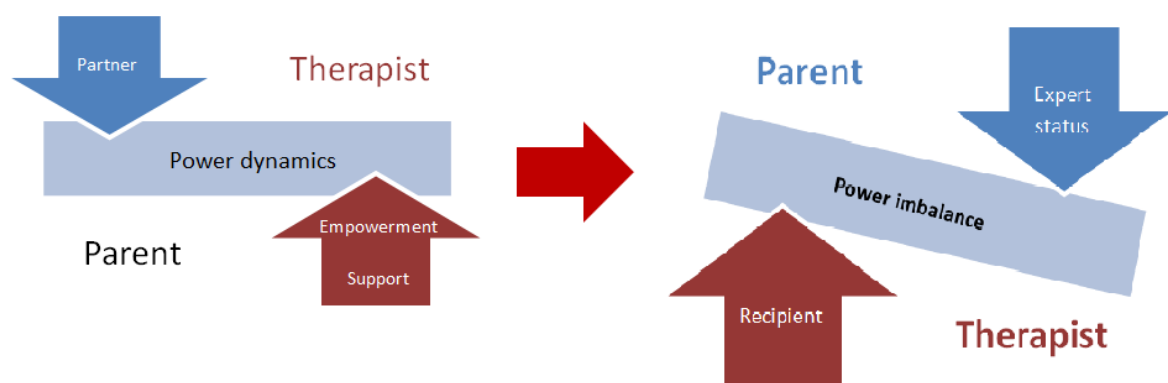 Partner
Therapist
Power dynamics
Empowerment
Support
Parent
Parent
Expert
status
Power imbalance
Recipient
Therapist